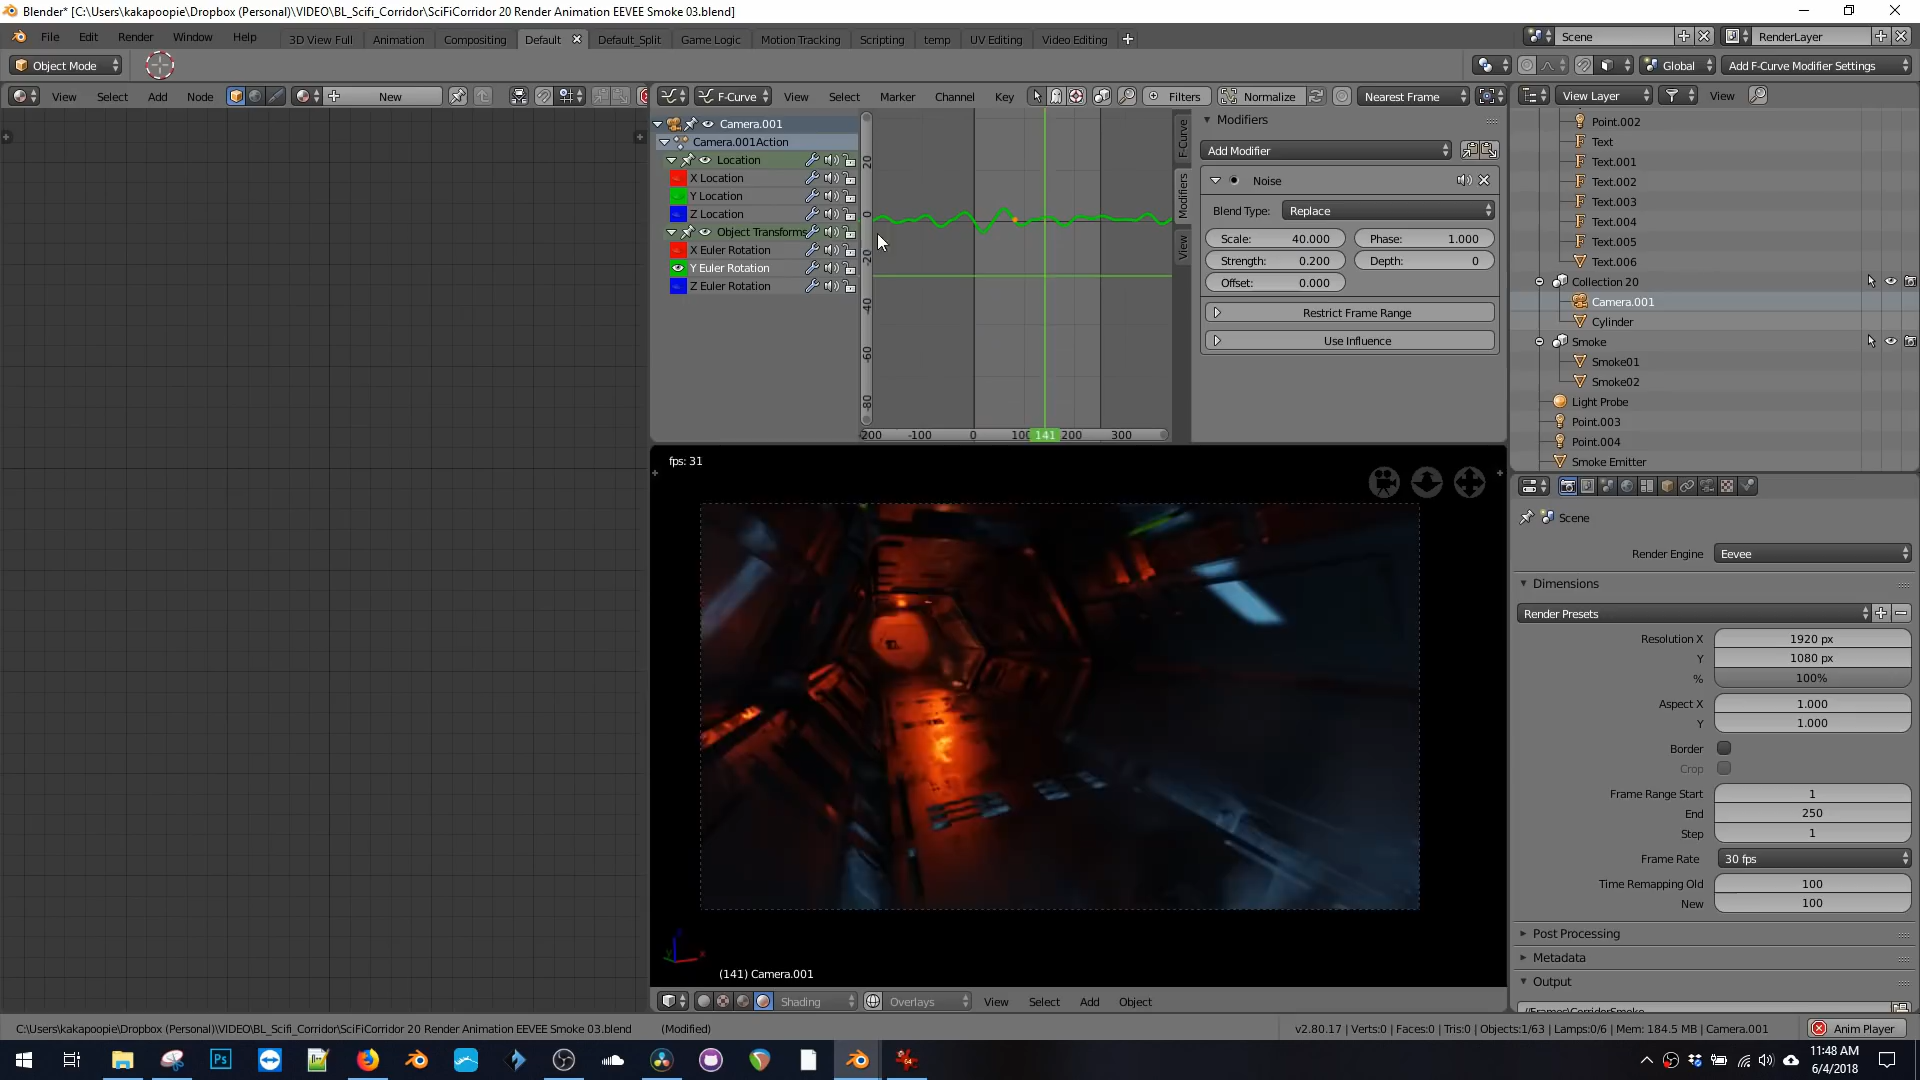 Blender* [C:\Users\kakapoopie\Dropbox (Personal)\VIDEO\BL_Scifi_Corridor\SciFiCorridor 20 Render Animation EEVEE Smoke 03.blend]
File Edit Render Window Help 3D View Full Animation Compositing Default Default_Split Game Logic Motion Tracking Scripting temp UV Editing Video Editing Scene RenderLayer
Object Mode Global Add F-Curve Modifier Settings
View Select Add Node New F-Curve View Select Marker Channel Key Filters Normalize Nearest Frame View Layer View
Camera.001
Camera.001Action
Location
X Location
Y Location
Z Location
Object Transforms
X Euler Rotation
Y Euler Rotation
Z Euler Rotation
20
0
-20
-40
-60
-80
-200 -100 0 100 141 200 300
F-Curve
Modifiers
View
Modifiers
Add Modifier
Noise
Blend Type: Replace
Scale: 40.000 Phase: 1.000
Strength: 0.200 Depth: 0
Offset: 0.000
Restrict Frame Range
Use Influence
Point.002
Text
Text.001
Text.002
Text.003
Text.004
Text.005
Text.006
Collection 20
Camera.001
Cylinder
Smoke
Smoke01
Smoke02
Light Probe
Point.003
Point.004
Smoke Emitter
fps: 31
(141) Camera.001
Shading Overlays View Select Add Object
Scene
Render Engine Eevee
Dimensions
Render Presets
Resolution X 1920 px
Y 1080 px
% 100%
Aspect X 1.000
Y 1.000
Border
Crop
Frame Range Start 1
End 250
Step 1
Frame Rate 30 fps
Time Remapping Old 100
New 100
Post Processing
Metadata
Output
C:\Users\kakapoopie\Dropbox (Personal)\VIDEO\BL_Scifi_Corridor\SciFiCorridor 20 Render Animation EEVEE Smoke 03.blend (Modified) v2.80.17 | Verts:0 | Faces:0 | Tris:0 | Objects:1/63 | Lamps:0/6 | Mem: 184.5 MB | Camera.001 Anim Player
Ps
11:48 AM
6/4/2018